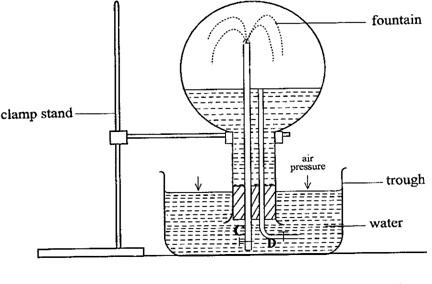 fountain
clamp stand
air
pressure
trough
water
C
D